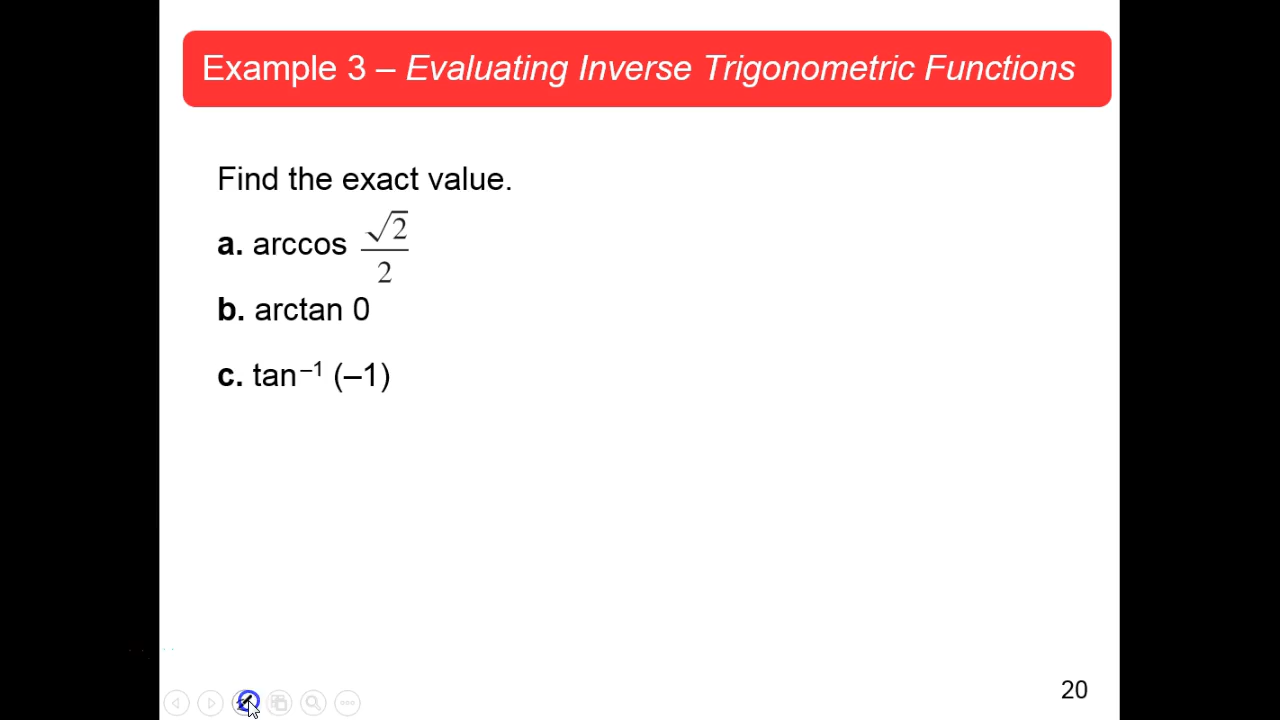 Example 3 – Evaluating Inverse Trigonometric Functions
Find the exact value.
a. arccos √2/2
b. arctan 0
c. tan⁻¹ (–1)
20